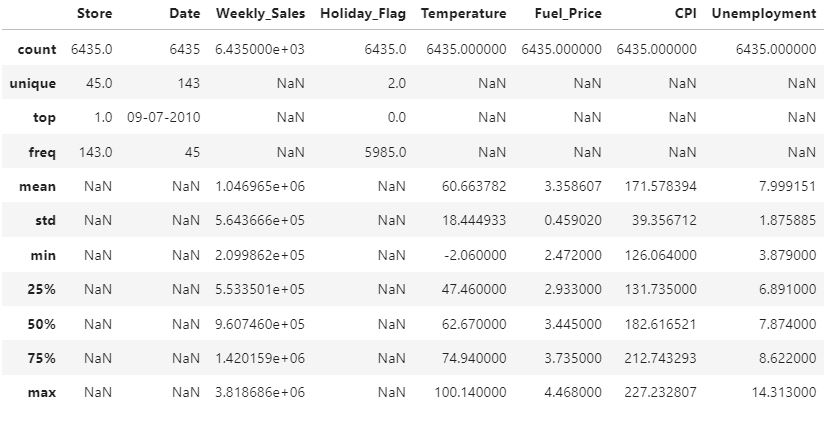 Store Date Weekly_Sales Holiday_Flag Temperature Fuel_Price CPI Unemployment
count 6435.0 6435 6.435000e+03 6435.0 6435.000000 6435.000000 6435.000000 6435.000000
unique 45.0 143 NaN 2.0 NaN NaN NaN NaN
top 1.0 09-07-2010 NaN 0.0 NaN NaN NaN NaN
freq 143.0 45 NaN 5985.0 NaN NaN NaN NaN
mean NaN NaN 1.046965e+06 NaN 60.663782 3.358607 171.578394 7.999151
std NaN NaN 5.643666e+05 NaN 18.444933 0.459020 39.356712 1.875885
min NaN NaN 2.099862e+05 NaN -2.060000 2.472000 126.064000 3.879000
25% NaN NaN 5.533501e+05 NaN 47.460000 2.933000 131.735000 6.891000
50% NaN NaN 9.607460e+05 NaN 62.670000 3.445000 182.616521 7.874000
75% NaN NaN 1.420159e+06 NaN 74.940000 3.735000 212.743293 8.622000
max NaN NaN 3.818686e+06 NaN 100.140000 4.468000 227.232807 14.313000